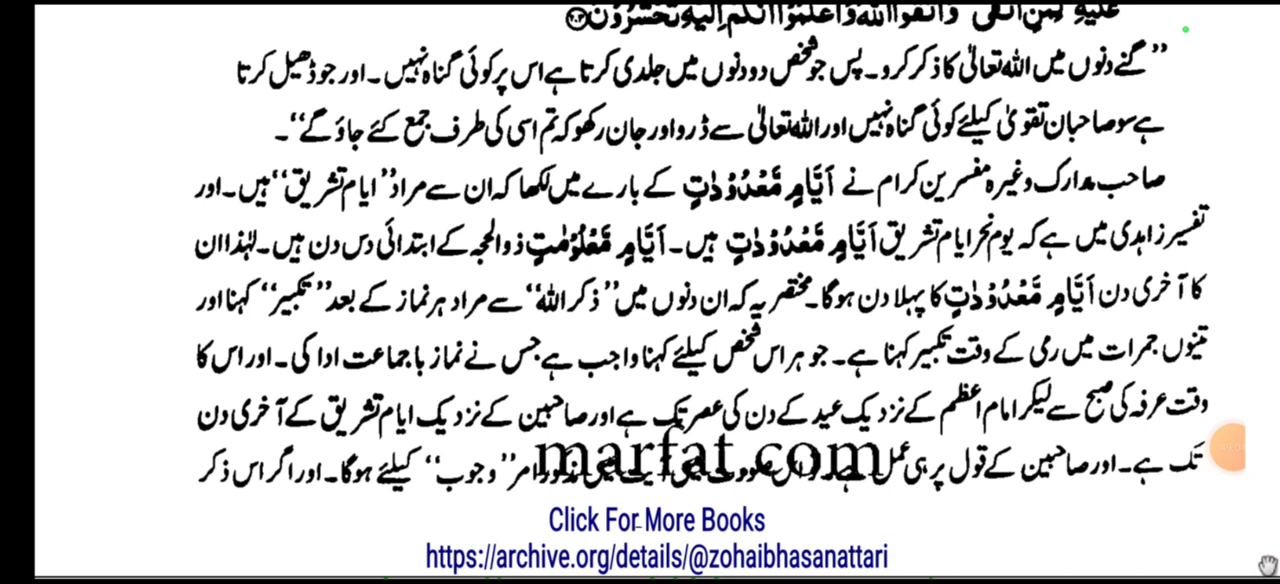 عَلَيْهِ لِمَنِ اتَّقٰى وَاتَّقُوا اللّٰهَ وَاعْلَمُوْا اَنَّكُمْ اِلَيْهِ تُحْشَرُوْنَ۝۲۰۳
”گنے دنوں میں اللہ تعالیٰ کا ذکر کرو۔ پس جو شخص دو دنوں میں جلدی کرتا ہے اس پر کوئی گناہ نہیں۔ اور جو ڈھیل کرتا
ہے سو صاحبان تقویٰ کیلئے کوئی گناہ نہیں اور اللہ تعالیٰ سے ڈرو اور جان رکھو کہ تم اسی کی طرف جمع کئے جاؤ گے“۔
صاحب مدارک وغیرہ مفسرین کرام نے اَیَّامٍ مَّعْدُوْدٰتٍ کے بارے میں لکھا کہ ان سے مراد ”ایام تشریق“ ہیں۔ اور
تفسیر زاہدی میں ہے کہ یوم نحر ایام تشریق اَیَّامٍ مَّعْدُوْدٰتٍ ہیں۔ اَیَّامٍ مَّعْلُوْمٰتٍ ذوالحجہ کے ابتدائی دس دن ہیں۔ لہٰذا ان
کا آخری دن اَیَّامٍ مَّعْدُوْدٰتٍ کا پہلا دن ہوگا۔ مختصر یہ کہ ان دنوں میں ”ذکر اللہ“ سے مراد ہر نماز کے بعد ”تکبیر“ کہنا اور
تینوں جمرات میں رمی کے وقت تکبیر کہنا ہے۔ جو ہر اس شخص کیلئے کہنا واجب ہے جس نے نماز باجماعت ادا کی۔ اور اس کا
وقت عرفہ کی صبح سے لیکر امام اعظم کے نزدیک عید کے دن کی عصر تک ہے اور صاحبین کے نزدیک ایام تشریق کے آخری دن
تک ہے۔ اور صاحبین کے قول پر ہی عمل ہے۔ میں مذکور امر ”وجوب“ کیلئے ہوگا۔ اور اگر اس ذکر
marfat.com
Click For More Books
https://archive.org/details/@zohaibhasanattari